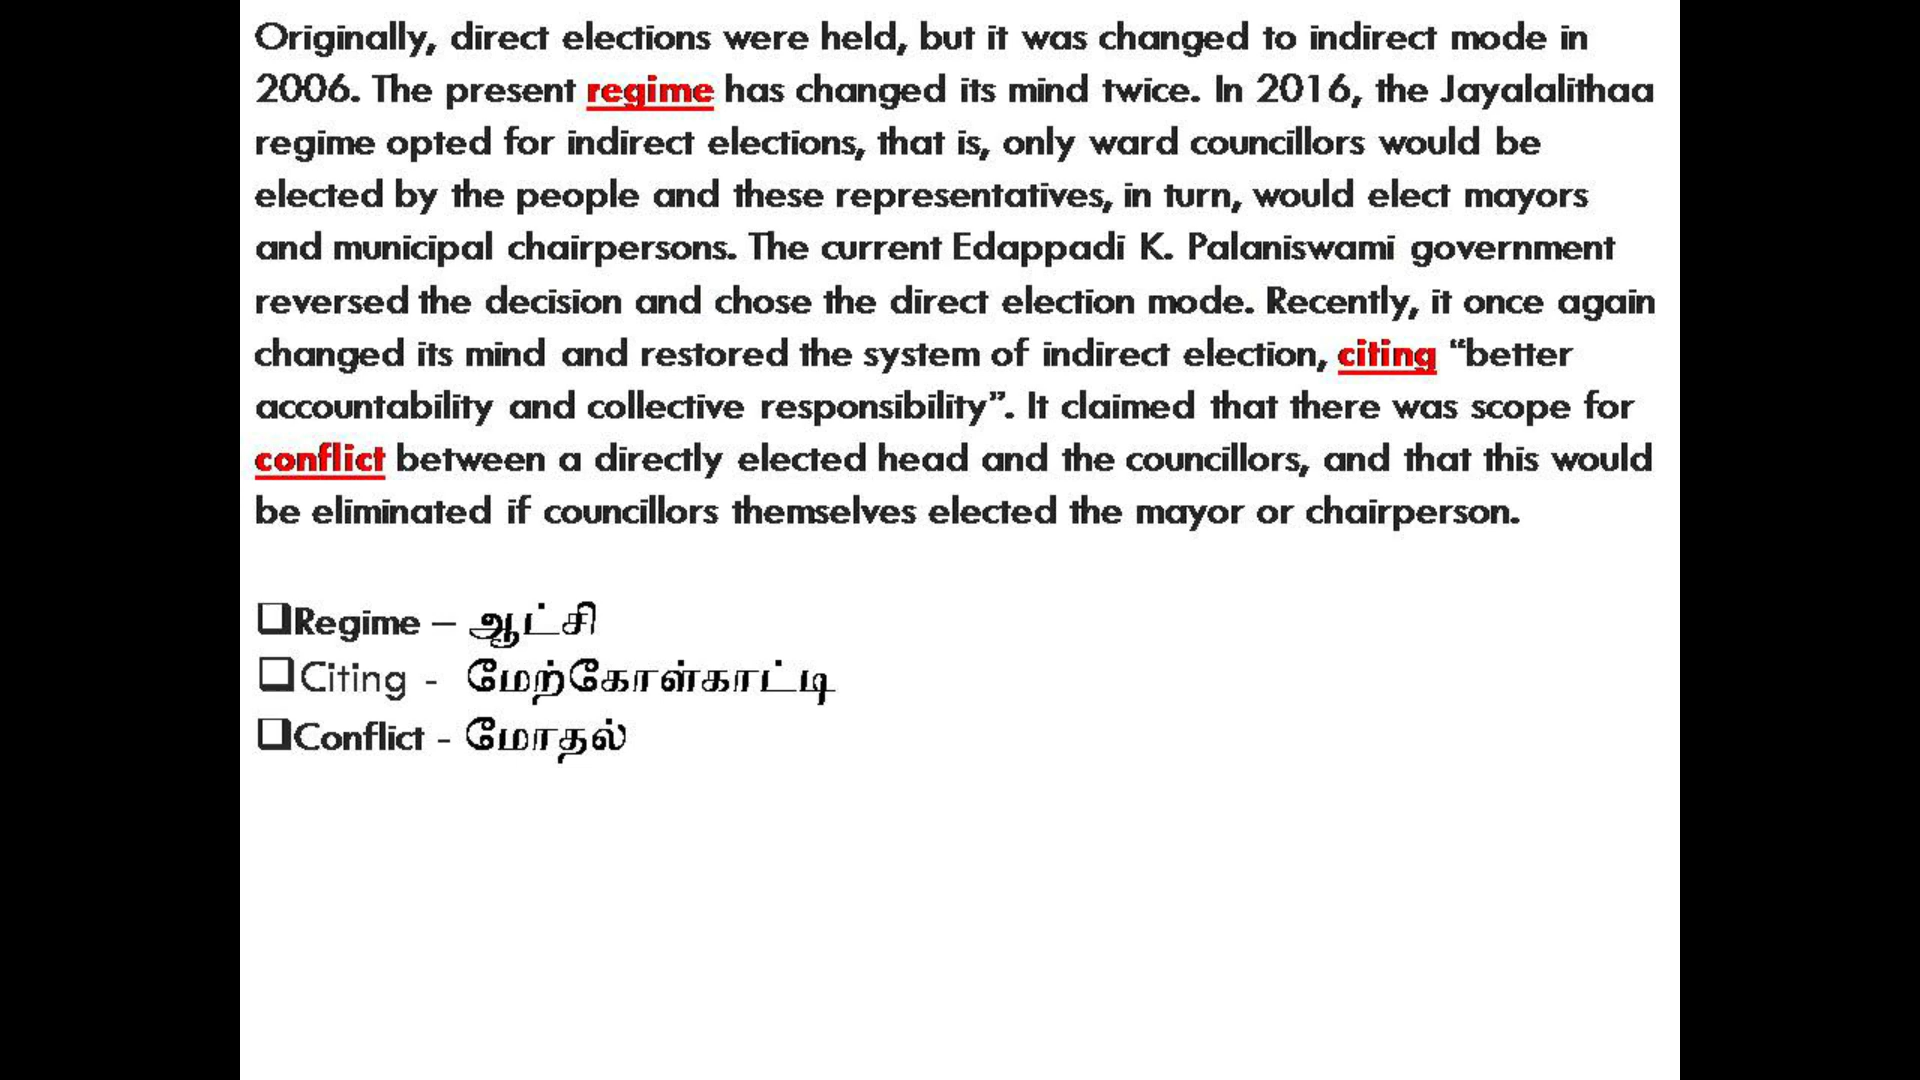 Originally, direct elections were held, but it was changed to indirect mode in
2006. The present regime has changed its mind twice. In 2016, the Jayalalithaa
regime opted for indirect elections, that is, only ward councillors would be
elected by the people and these representatives, in turn, would elect mayors
and municipal chairpersons. The current Edappadi K. Palaniswami government
reversed the decision and chose the direct election mode. Recently, it once again
changed its mind and restored the system of indirect election, citing “better
accountability and collective responsibility”. It claimed that there was scope for
conflict between a directly elected head and the councillors, and that this would
be eliminated if councillors themselves elected the mayor or chairperson.
❑Regime – ஆட்சி
❑Citing - மேற்கோள்காட்டி
❑Conflict - மோதல்